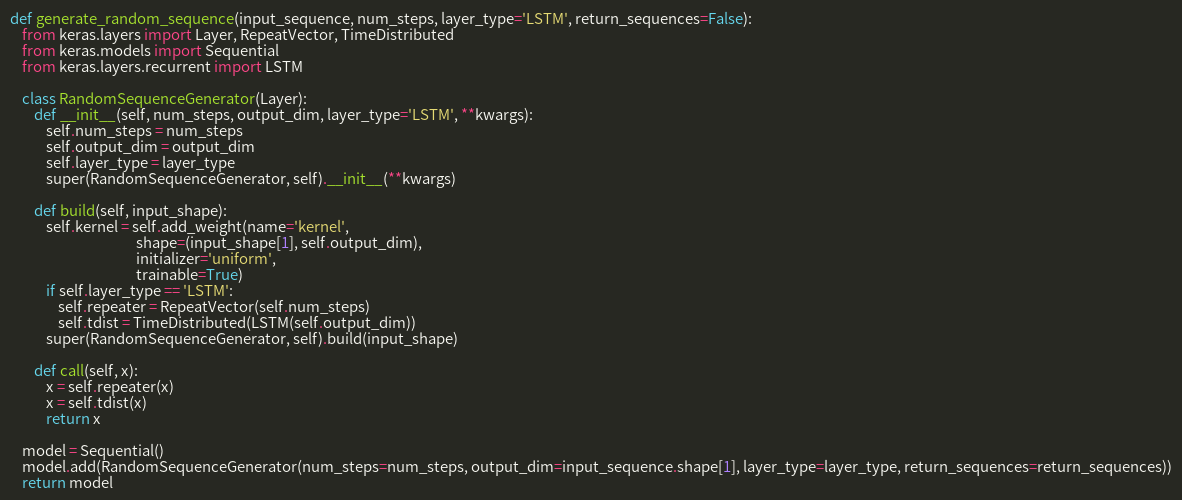 def generate_random_sequence(input_sequence, num_steps, layer_type='LSTM', return_sequences=False):
from keras.layers import Layer, RepeatVector, TimeDistributed
from keras.models import Sequential
from keras.layers.recurrent import LSTM
class RandomSequenceGenerator(Layer):
def __init__(self, num_steps, output_dim, layer_type='LSTM', **kwargs):
self.num_steps = num_steps
self.output_dim = output_dim
self.layer_type = layer_type
super(RandomSequenceGenerator, self).__init__(**kwargs)
def build(self, input_shape):
self.kernel = self.add_weight(name='kernel',
shape=(input_shape[1], self.output_dim),
initializer='uniform',
trainable=True)
if self.layer_type == 'LSTM':
self.repeater = RepeatVector(self.num_steps)
self.tdist = TimeDistributed(LSTM(self.output_dim))
super(RandomSequenceGenerator, self).build(input_shape)
def call(self, x):
x = self.repeater(x)
x = self.tdist(x)
return x
model = Sequential()
model.add(RandomSequenceGenerator(num_steps=num_steps, output_dim=input_sequence.shape[1], layer_type=layer_type, return_sequences=return_sequences))
return model